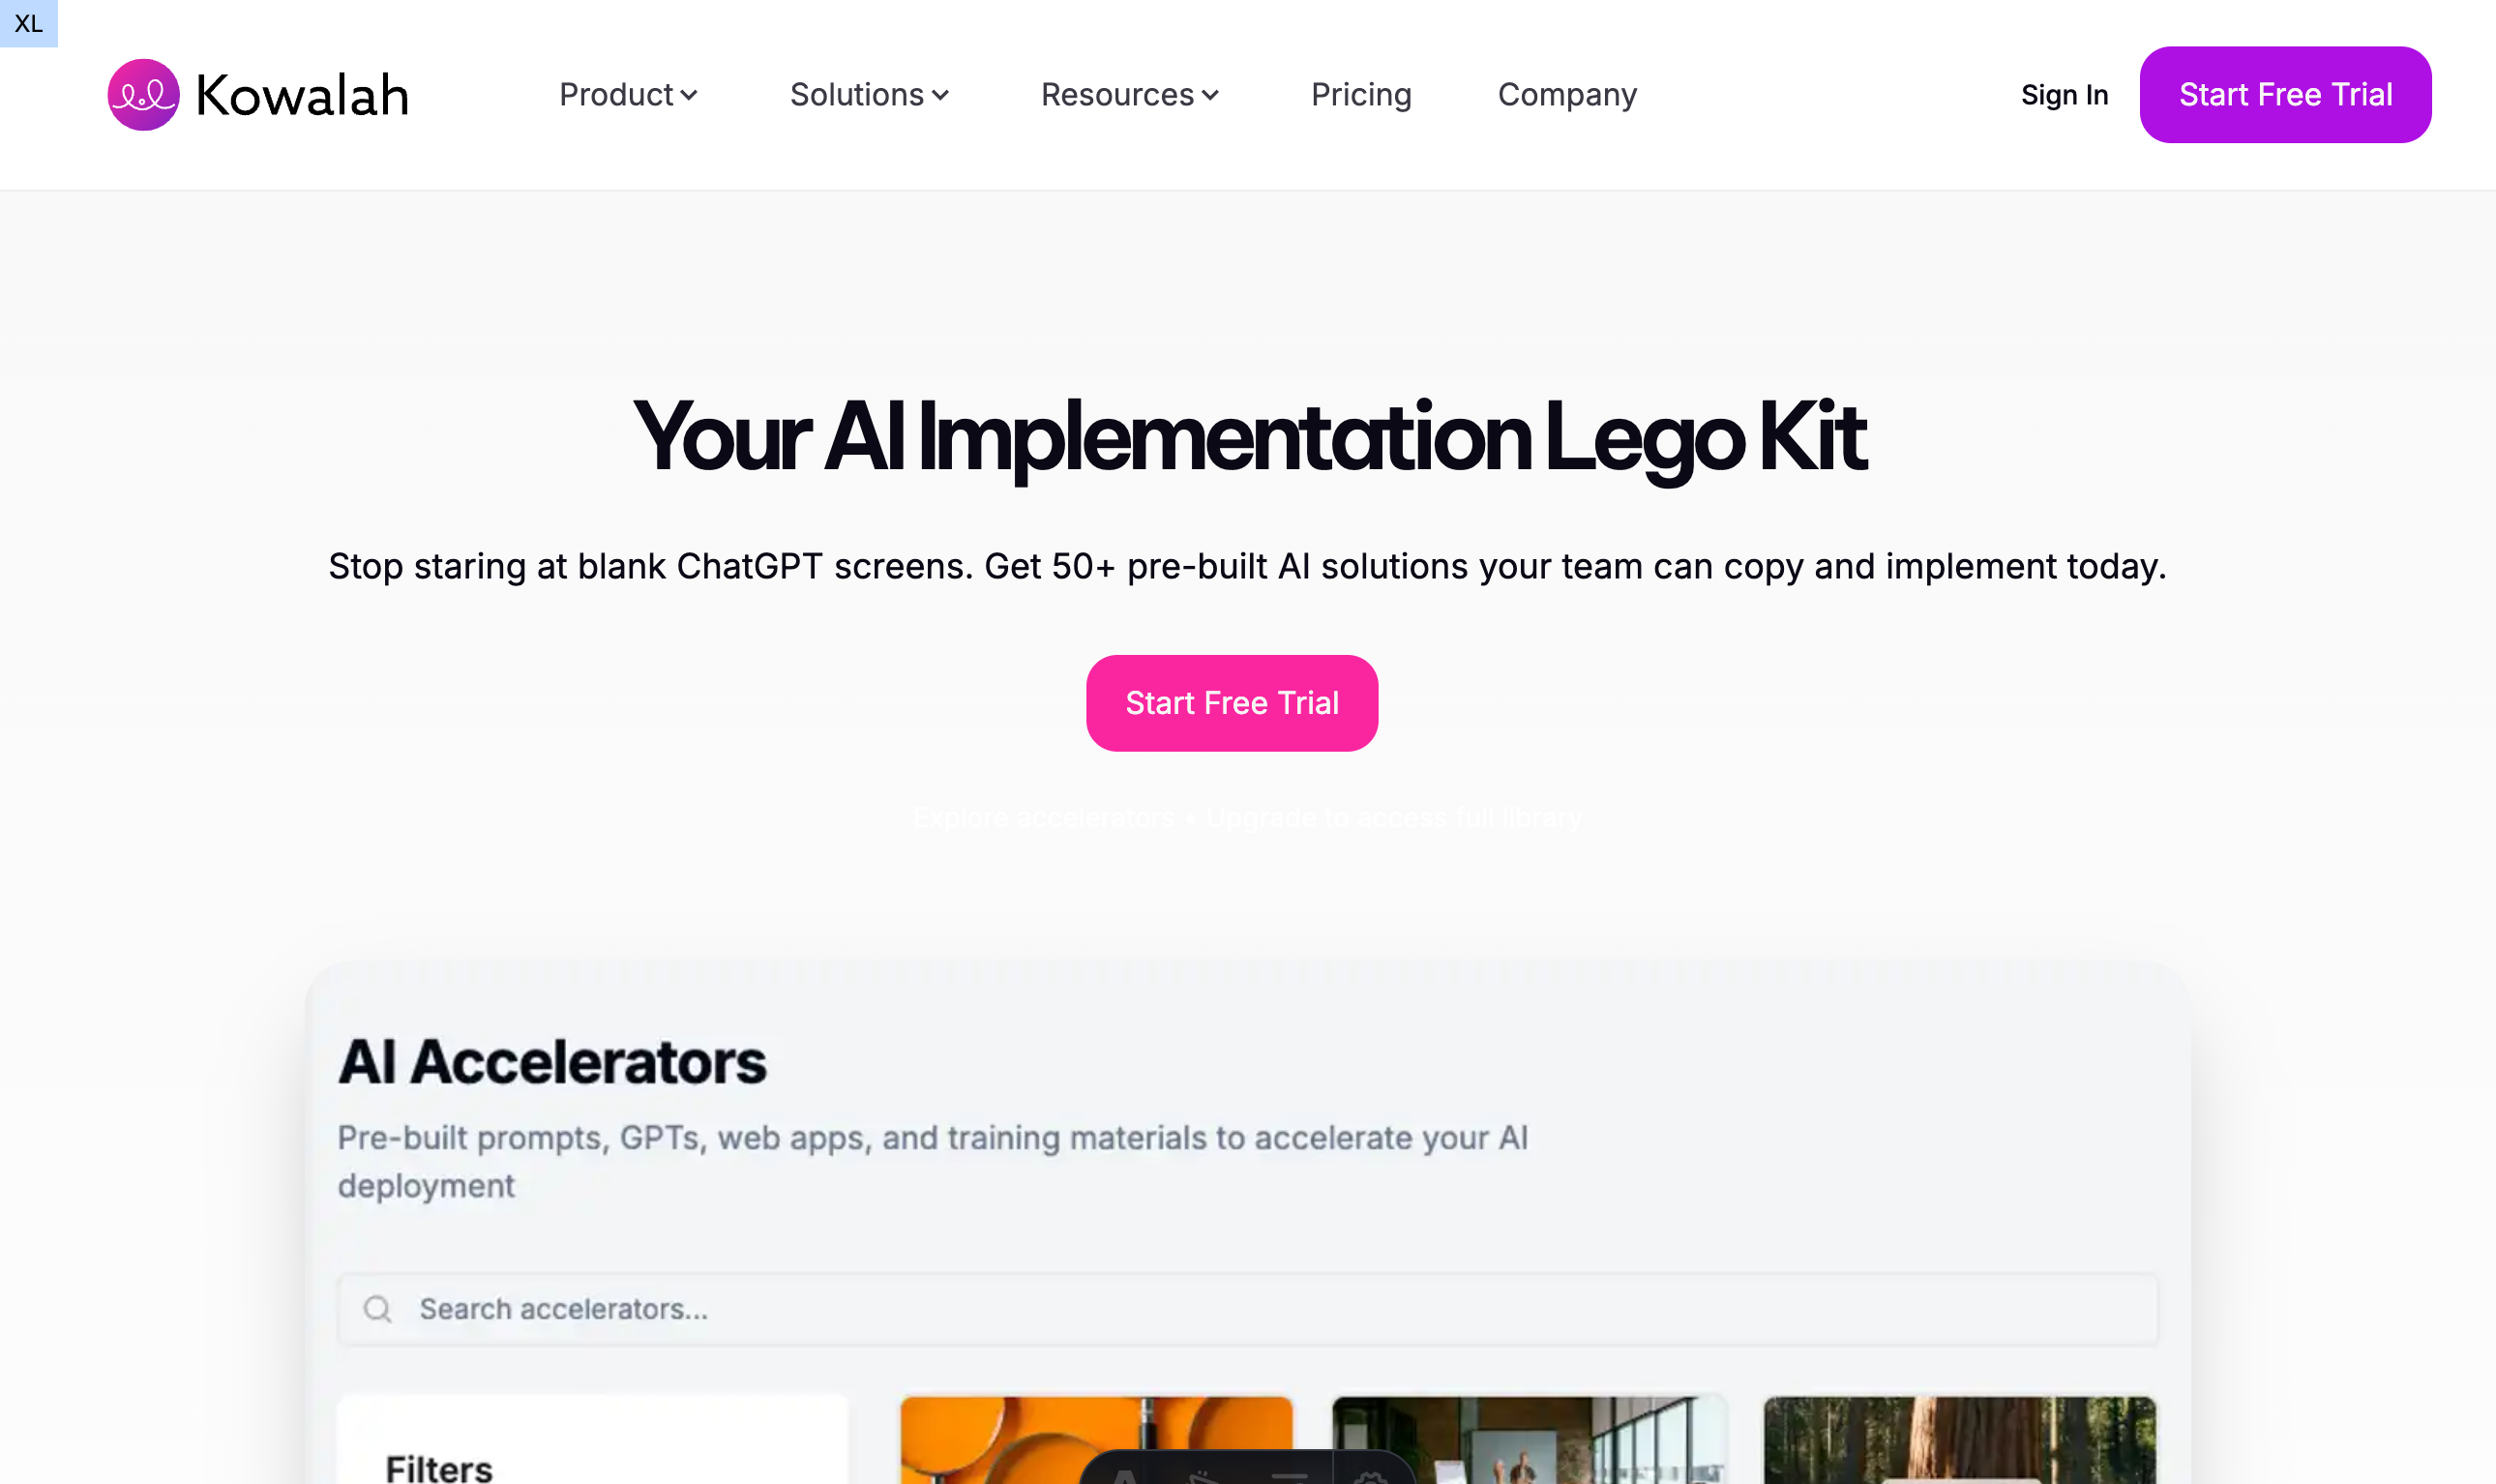 XL
Kowalah
Product
Solutions
Resources
Pricing
Company
Sign In
Start Free Trial
Your AI Implementation Lego Kit
Stop staring at blank ChatGPT screens. Get 50+ pre-built AI solutions your team can copy and implement today.
Start Free Trial
Explore accelerators • Upgrade to access full library
AI Accelerators
Pre-built prompts, GPTs, web apps, and training materials to accelerate your AI
deployment
Search accelerators...
Filters